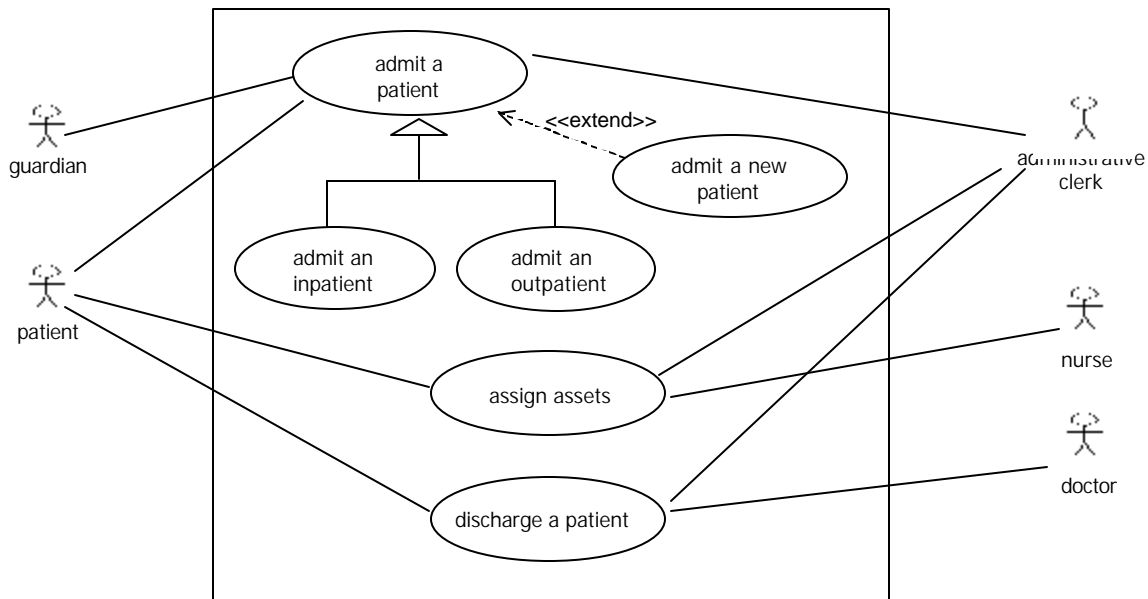 admit a
patient
<<extend>>
guardian
admit a new
patient
administrative
clerk
admit an
inpatient
admit an
outpatient
patient
nurse
assign assets
doctor
discharge a patient